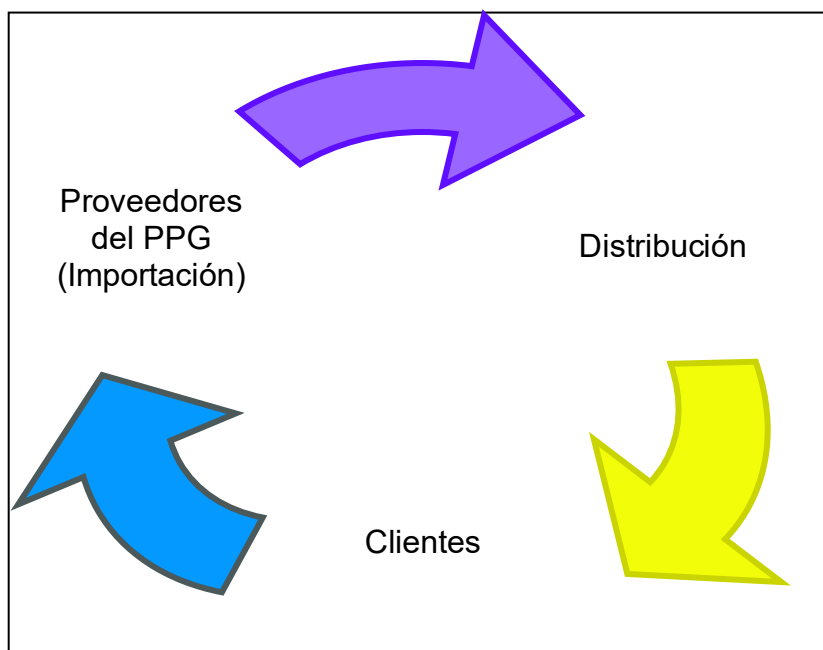 Proveedores
del PPG
(Importación)
Distribución
Clientes